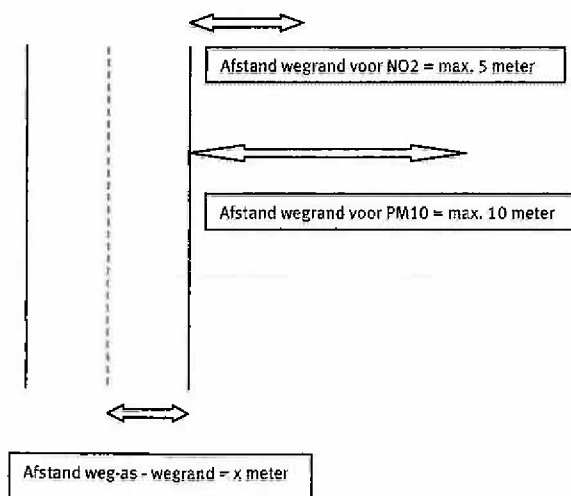 Afstand wegrand voor NO2 = max. 5 meter
Afstand wegrand voor PM10 = max. 10 meter
Afstand weg-as - wegrand = x meter